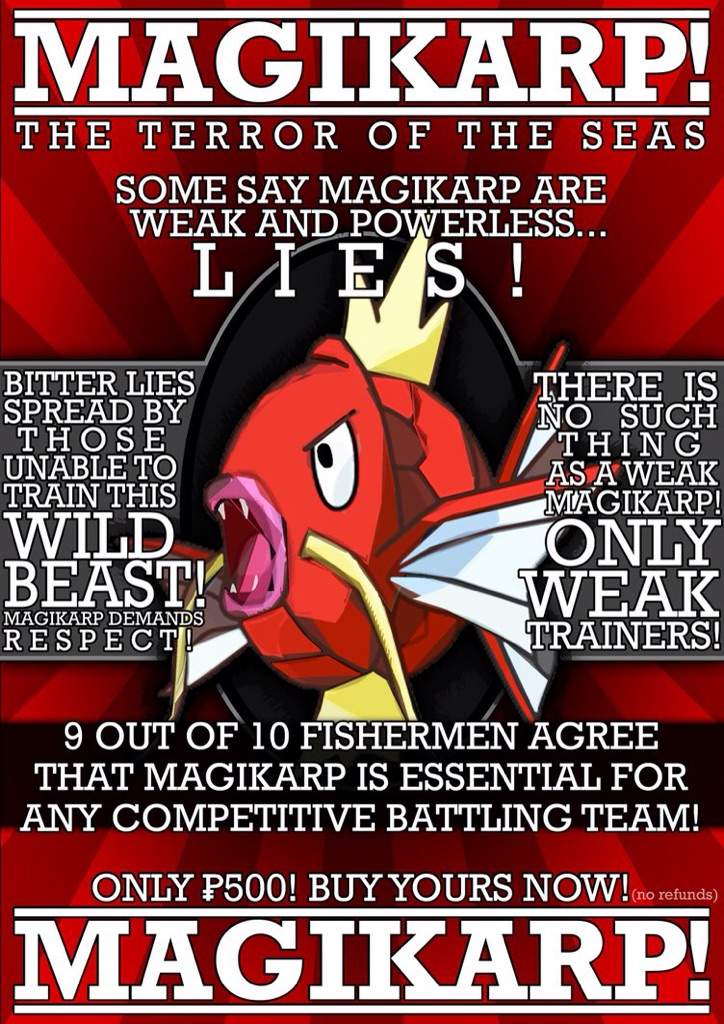 MAGIKARP!
THE TERROR OF THE SEAS
SOME SAY MAGIKARP ARE
WEAK AND POWERLESS...
LIES!
BITTER LIES
SPREAD BY
THOSE
UNABLE TO
TRAIN THIS
WILD
BEAST!
MAGIKARP DEMANDS
RESPECT!
THERE IS
NO SUCH
THING
AS A WEAK
MAGIKARP!
ONLY
WEAK
TRAINERS!
9 OUT OF 10 FISHERMEN AGREE
THAT MAGIKARP IS ESSENTIAL FOR
ANY COMPETITIVE BATTLING TEAM!
ONLY ₽500! BUY YOURS NOW! (no refunds)
MAGIKARP!